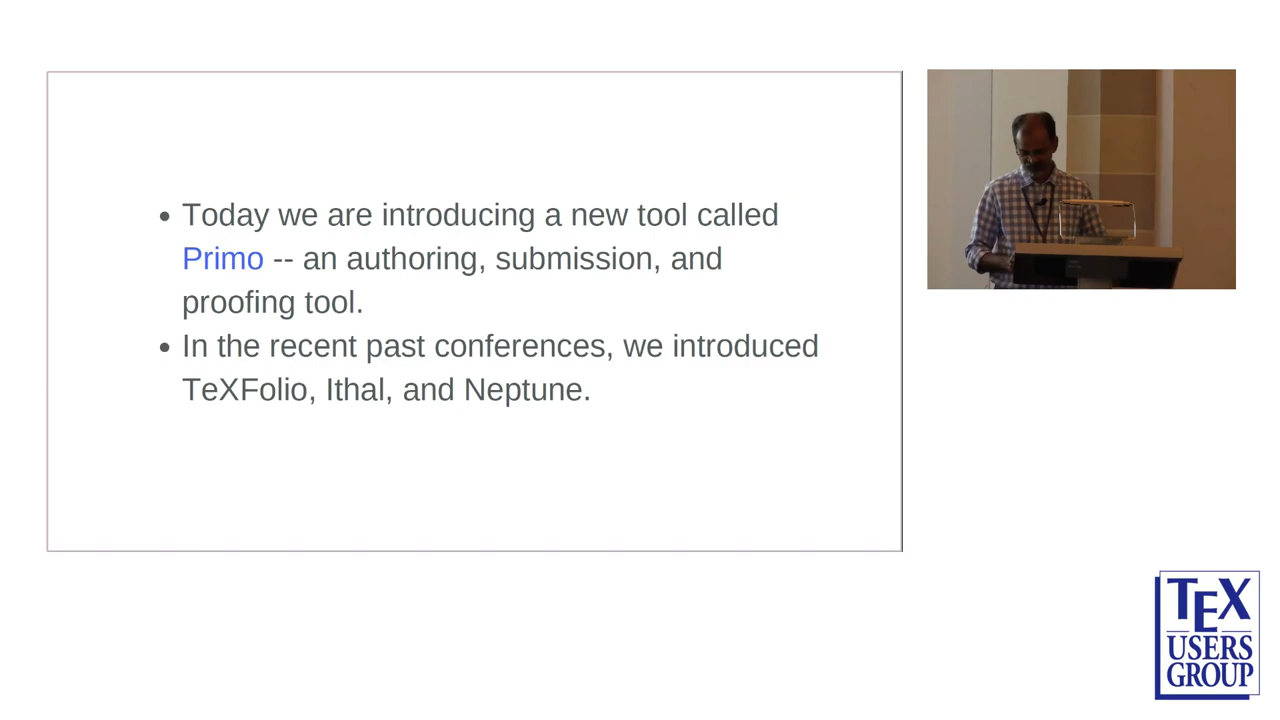 • Today we are introducing a new tool called
Primo -- an authoring, submission, and
proofing tool.
• In the recent past conferences, we introduced
TeXFolio, Ithal, and Neptune.
TEX
USERS
GROUP